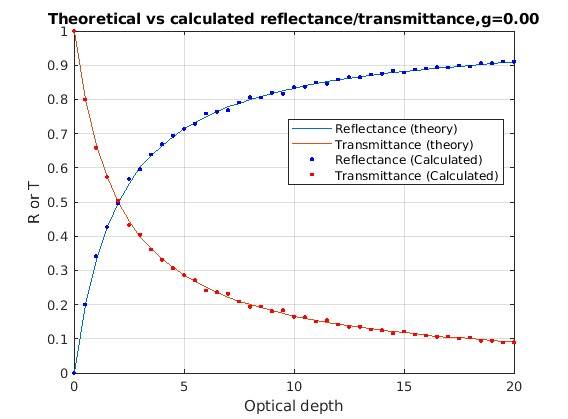 Theoretical vs calculated reflectance/transmittance,g=0.00
1
0.9
0.8
0.7
0.6
0.5
0.4
0.3
0.2
0.1
0
R or T
Reflectance (theory)
Transmittance (theory)
Reflectance (Calculated)
Transmittance (Calculated)
0 5 10 15 20
Optical depth